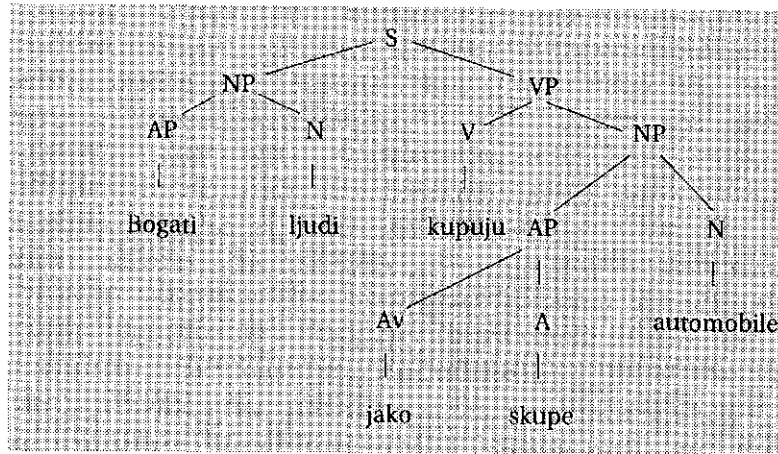 S
NP VP
AP N V NP
Bogati ljudi kupuju AP N
Av A automobile
jako skupe